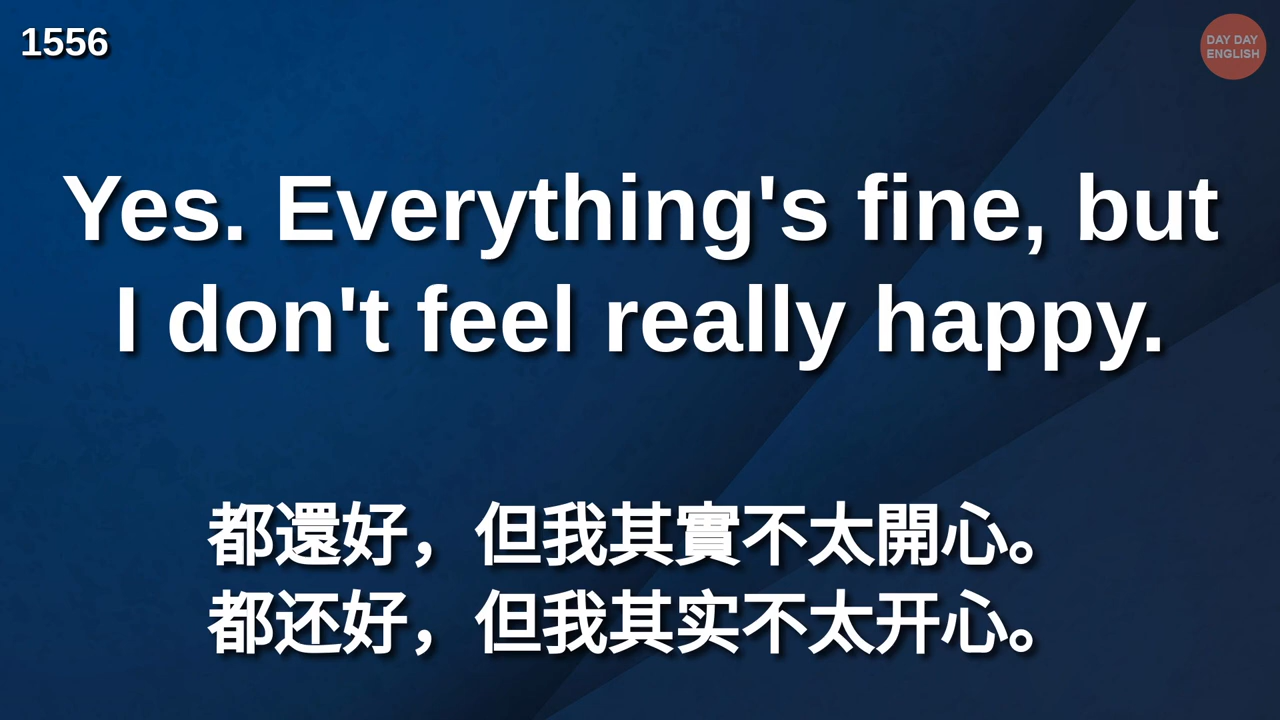 1556
DAY DAY
ENGLISH
Yes. Everything's fine, but
I don't feel really happy.
都還好，但我其實不太開心。
都还好，但我其实不太开心。